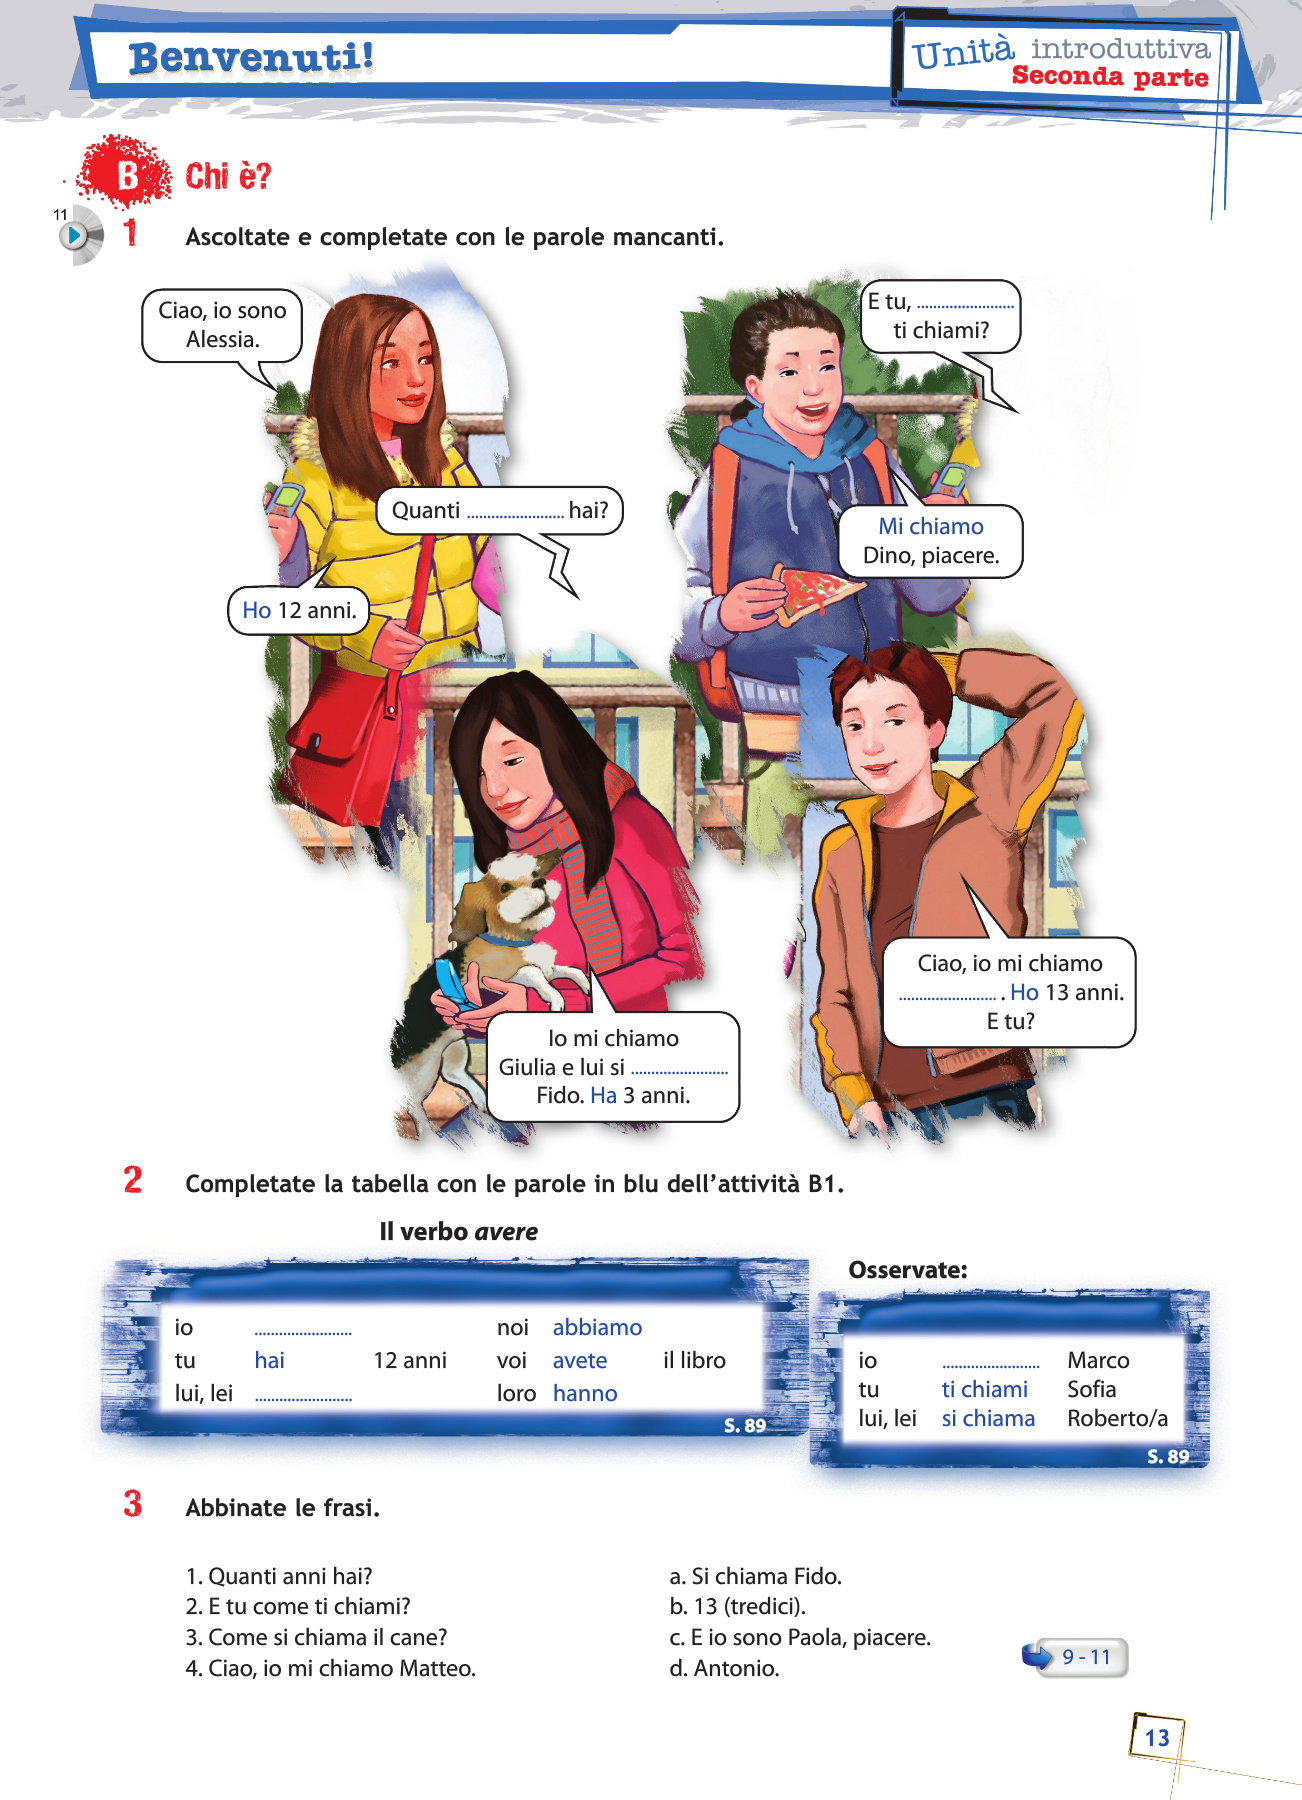 Benvenuti!
Unità introduttiva
Seconda parte
B Chi è?
11
1 Ascoltate e completate con le parole mancanti.
Ciao, io sono
Alessia.
E tu, ........................
ti chiami?
Quanti ........................ hai?
Mi chiamo
Dino, piacere.
Ho 12 anni.
Ciao, io mi chiamo
........................ . Ho 13 anni.
E tu?
Io mi chiamo
Giulia e lui si ........................
Fido. Ha 3 anni.
2 Completate la tabella con le parole in blu dell'attività B1.
Il verbo avere
io ........................ noi abbiamo
tu hai 12 anni voi avete il libro
lui, lei ........................ loro hanno
S. 89
Osservate:
io ........................ Marco
tu ti chiami Sofia
lui, lei si chiama Roberto/a
S. 89
3 Abbinate le frasi.
1. Quanti anni hai?
2. E tu come ti chiami?
3. Come si chiama il cane?
4. Ciao, io mi chiamo Matteo.
a. Si chiama Fido.
b. 13 (tredici).
c. E io sono Paola, piacere.
d. Antonio.
9 - 11
13